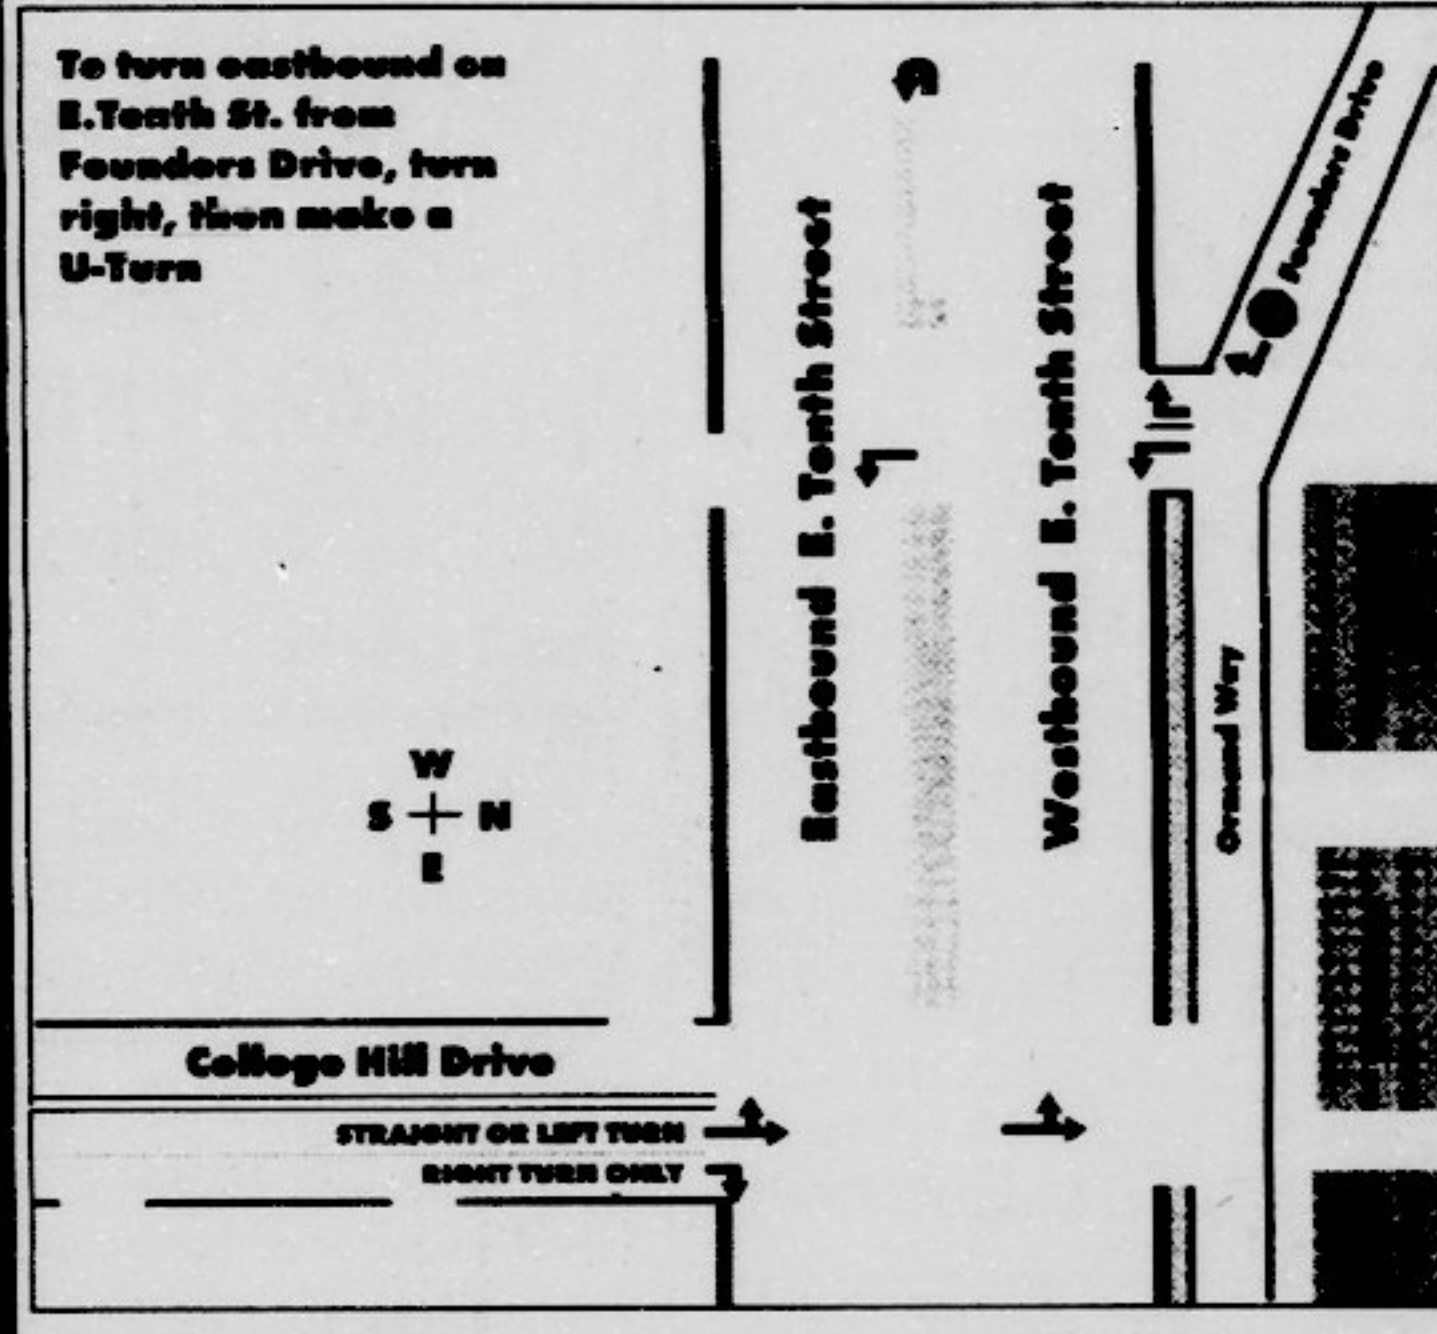 To turn eastbound on
E. Tenth St. from
Founders Drive, turn
right, then make a
U-Turn
Eastbound E. Tenth Street
Westbound E. Tenth Street
Founders Drive
Ormand Way
W
S N
E
College Hill Drive
STRAIGHT OR LEFT TURN
RIGHT TURN ONLY